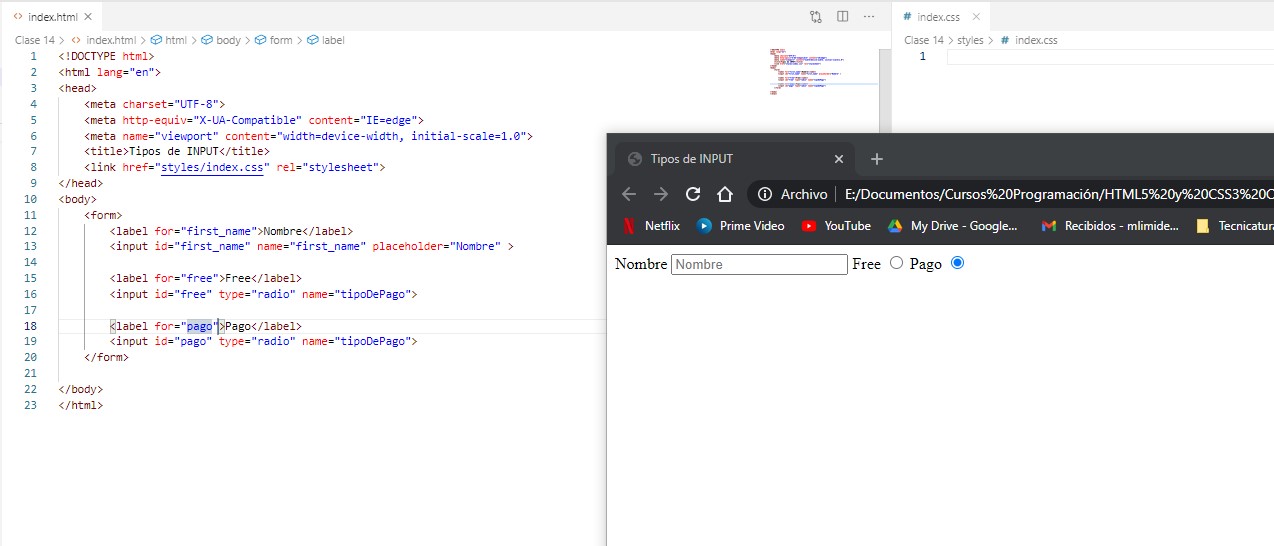 index.html
Clase 14 > index.html > html > body > form > label
1 <!DOCTYPE html>
2 <html lang="en">
3 <head>
4 <meta charset="UTF-8">
5 <meta http-equiv="X-UA-Compatible" content="IE=edge">
6 <meta name="viewport" content="width=device-width, initial-scale=1.0">
7 <title>Tipos de INPUT</title>
8 <link href="styles/index.css" rel="stylesheet">
9 </head>
10 <body>
11 <form>
12 <label for="first_name">Nombre</label>
13 <input id="first_name" name="first_name" placeholder="Nombre" >
14
15 <label for="free">Free</label>
16 <input id="free" type="radio" name="tipoDePago">
17
18 <label for="pago">Pago</label>
19 <input id="pago" type="radio" name="tipoDePago">
20 </form>
21
22 </body>
23 </html>
# index.css
Clase 14 > styles > # index.css
1
Tipos de INPUT
Archivo E:/Documentos/Cursos%20Programación/HTML5%20y%20CSS3%20C
Netflix Prime Video YouTube My Drive - Google... Recibidos - mlimide... Tecnicatura
Nombre Nombre Free Pago